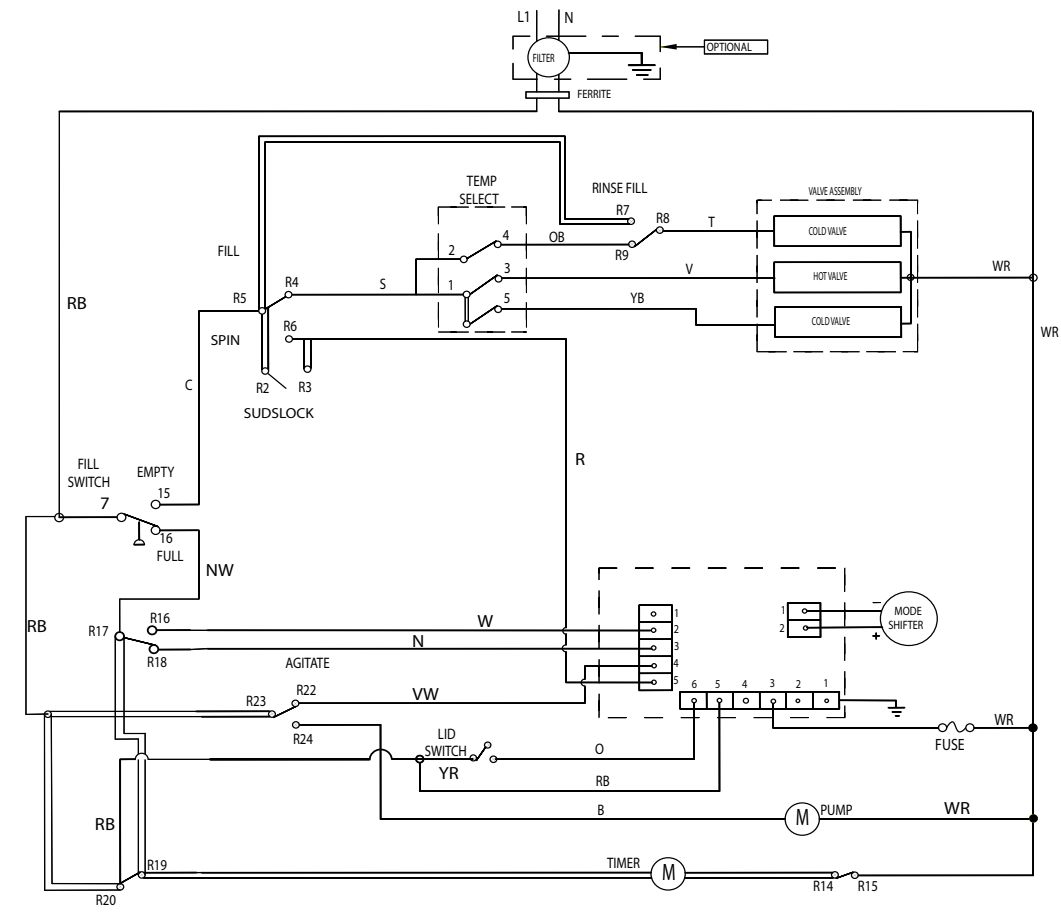 L1 N
OPTIONAL
FILTER
FERRITE
TEMP
SELECT
RINSE FILL
VALVE ASSEMBLY
R7
R8
T
COLD VALVE
4
OB
R9
2
FILL
3
V
HOT VALVE
WR
1
R4
S
R5
5
YB
COLD VALVE
RB
R6
SPIN
WR
C
R2
R3
SUDSLOCK
R
FILL
SWITCH
EMPTY
7
15
16
FULL
NW
RB
R17
R16
W
R18
N
AGITATE
1
2
3
4
5
1
2
–
+
MODE
SHIFTER
R23
R22
VW
R24
6 5 4 3 2 1
FUSE
WR
LID
SWITCH
O
YR
RB
RB
B
M
PUMP
WR
R19
TIMER
M
R20
R14
R15